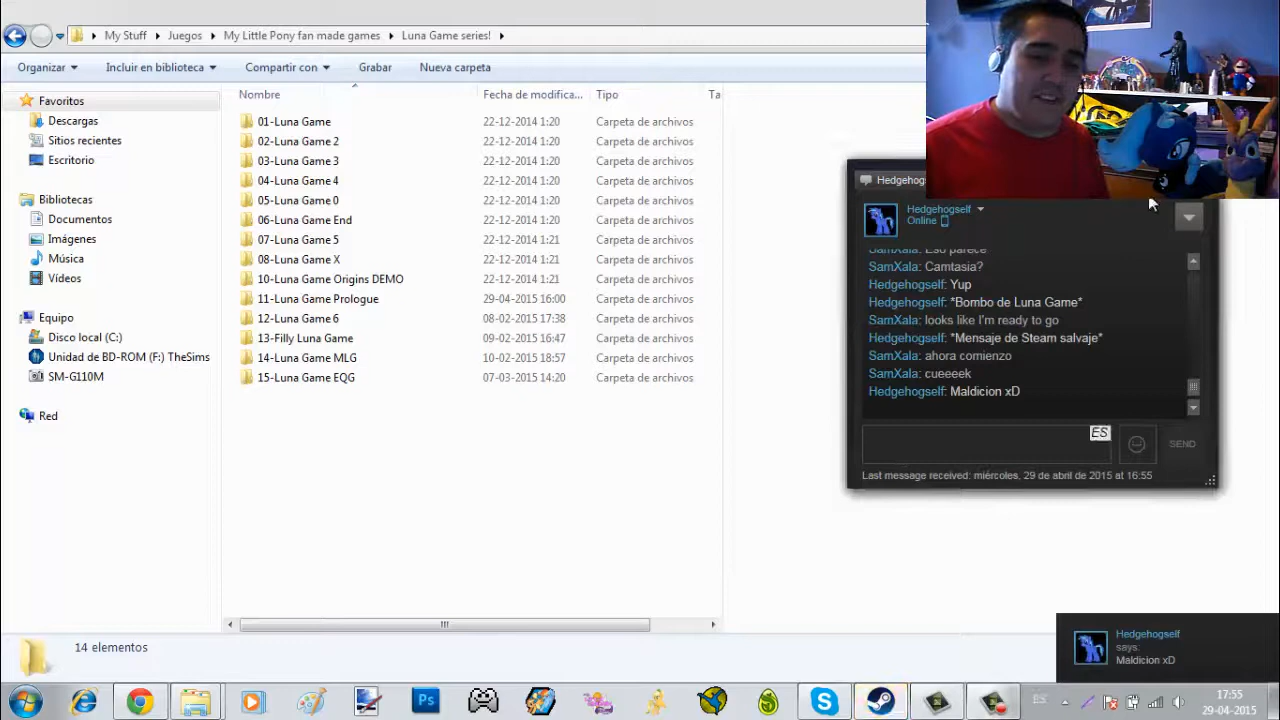 My Stuff Juegos My Little Pony fan made games Luna Game series!
Organizar Incluir en biblioteca Compartir con Grabar Nueva carpeta
Favoritos
Descargas
Sitios recientes
Escritorio
Bibliotecas
Documentos
Imágenes
Música
Vídeos
Equipo
Disco local (C:)
Unidad de BD-ROM (F:) TheSims
SM-G110M
Red
Nombre Fecha de modifica... Tipo Ta
01-Luna Game 22-12-2014 1:20 Carpeta de archivos
02-Luna Game 2 22-12-2014 1:20 Carpeta de archivos
03-Luna Game 3 22-12-2014 1:20 Carpeta de archivos
04-Luna Game 4 22-12-2014 1:20 Carpeta de archivos
05-Luna Game 0 22-12-2014 1:20 Carpeta de archivos
06-Luna Game End 22-12-2014 1:20 Carpeta de archivos
07-Luna Game 5 22-12-2014 1:21 Carpeta de archivos
08-Luna Game X 22-12-2014 1:21 Carpeta de archivos
10-Luna Game Origins DEMO 22-12-2014 1:21 Carpeta de archivos
11-Luna Game Prologue 29-04-2015 16:00 Carpeta de archivos
12-Luna Game 6 08-02-2015 17:38 Carpeta de archivos
13-Filly Luna Game 09-02-2015 16:47 Carpeta de archivos
14-Luna Game MLG 10-02-2015 18:57 Carpeta de archivos
15-Luna Game EQG 07-03-2015 14:20 Carpeta de archivos
Hedgehogs
Hedgehogself
Online
SamXala: Eso parece
SamXala: Camtasia?
Hedgehogself: Yup
Hedgehogself: *Bombo de Luna Game*
SamXala: looks like I'm ready to go
Hedgehogself: *Mensaje de Steam salvaje*
SamXala: ahora comienzo
SamXala: cueeeek
Hedgehogself: Maldicion xD
ES
SEND
Last message received: miércoles, 29 de abril de 2015 at 16:55
14 elementos
Hedgehogself
says:
Maldicion xD
Ps
ES
17:55
29-04-2015